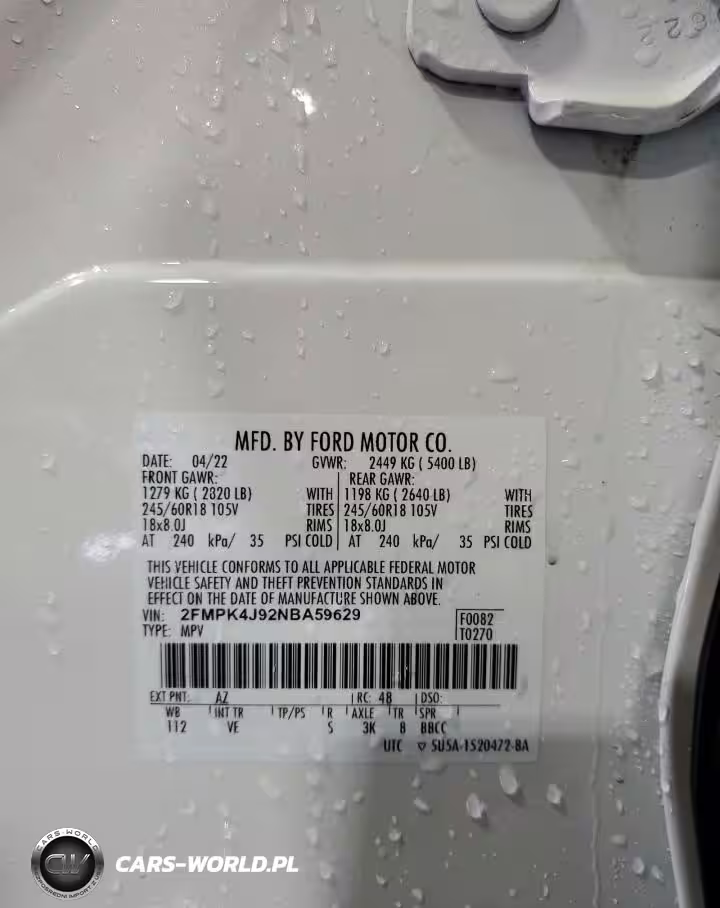 622
MFD. BY FORD MOTOR CO.
DATE: 04/22 GVWR: 2449 KG ( 5400 LB)
FRONT GAWR: REAR GAWR:
1279 KG ( 2820 LB) WITH 1198 KG ( 2640 LB) WITH
245/60R18 105V TIRES 245/60R18 105V TIRES
18x8.0J RIMS 18x8.0J RIMS
AT 240 kPa/ 35 PSI COLD AT 240 kPa/ 35 PSI COLD
THIS VEHICLE CONFORMS TO ALL APPLICABLE FEDERAL MOTOR
VEHICLE SAFETY AND THEFT PREVENTION STANDARDS IN
EFFECT ON THE DATE OF MANUFACTURE SHOWN ABOVE.
VIN: 2FMPK4J92NBA59629 F0082
TYPE: MPV T0270
EXT PNT: AZ RC: 48 DSO:
WB INT TR TP/PS R AXLE TR SPR
112 VE S 3K 8 BBCC
UTC ▽ 5U5A-1520472-BA
CARS-WORLD
CW
CARS-WORLD.PL